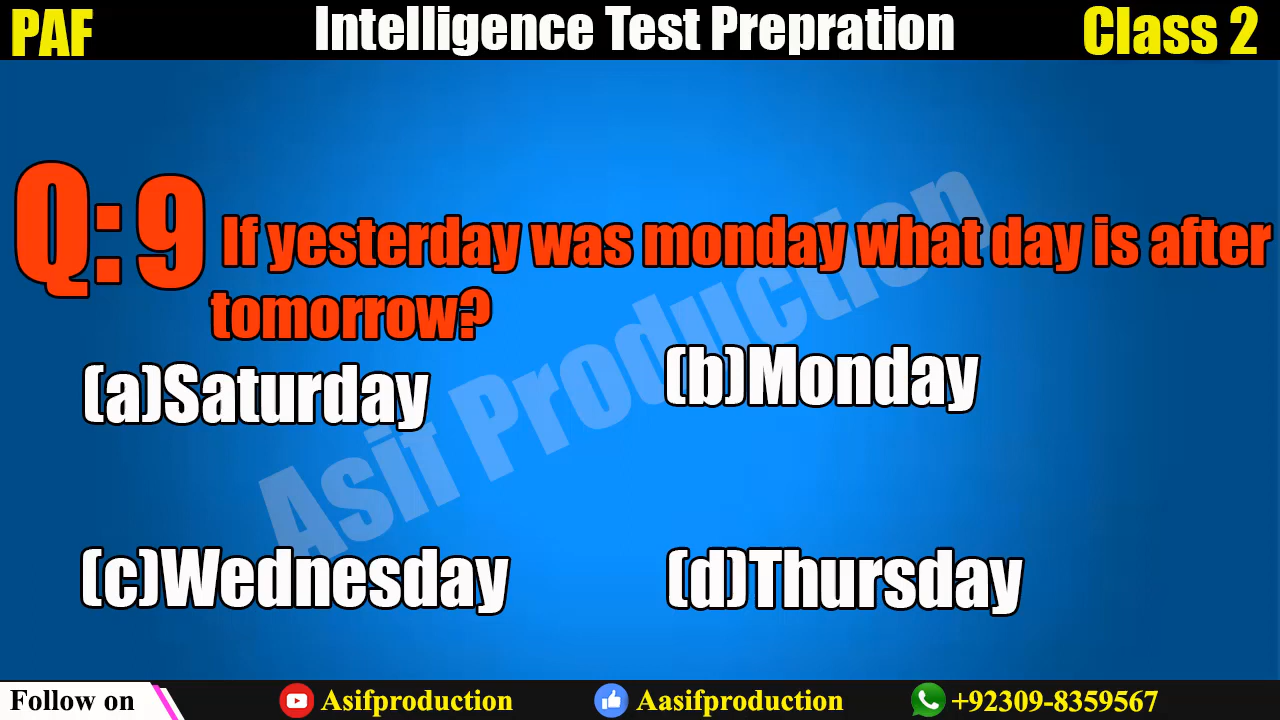 PAF Intelligence Test Prepration Class 2
Q: 9 If yesterday was monday what day is after
tomorrow?
(a)Saturday (b)Monday
(c)Wednesday (d)Thursday
Asif Production
Follow on Asifproduction Aasifproduction +92309-8359567